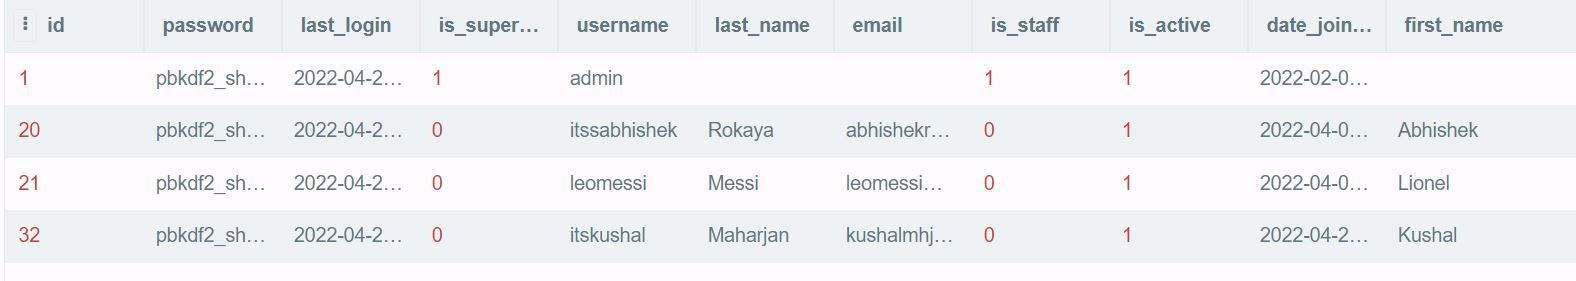 id password last_login is_super... username last_name email is_staff is_active date_join... first_name
1 pbkdf2_sh... 2022-04-2... 1 admin 1 1 2022-02-0...
20 pbkdf2_sh... 2022-04-2... 0 itssabhishek Rokaya abhishekr... 0 1 2022-04-0... Abhishek
21 pbkdf2_sh... 2022-04-2... 0 leomessi Messi leomessi... 0 1 2022-04-0... Lionel
32 pbkdf2_sh... 2022-04-2... 0 itskushal Maharjan kushalmhj... 0 1 2022-04-2... Kushal